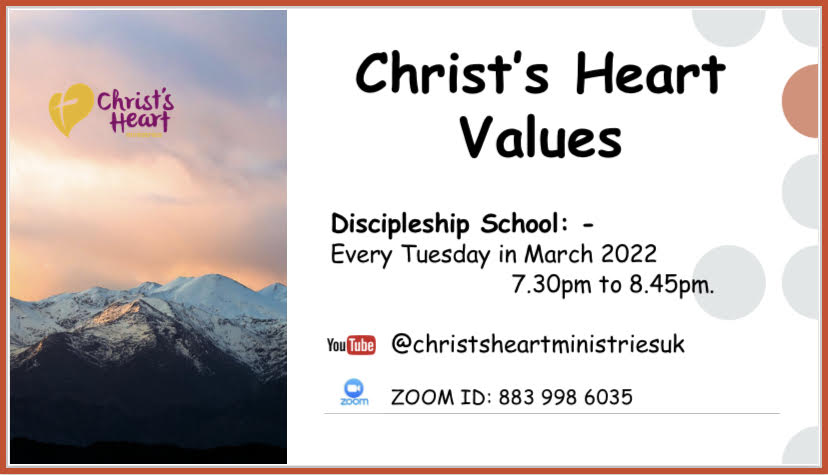 Christ's
Heart
Christ's Heart
Values
Discipleship School: -
Every Tuesday in March 2022
7.30pm to 8.45pm.
YouTube @christsheartministriesuk
zoom ZOOM ID: 883 998 6035